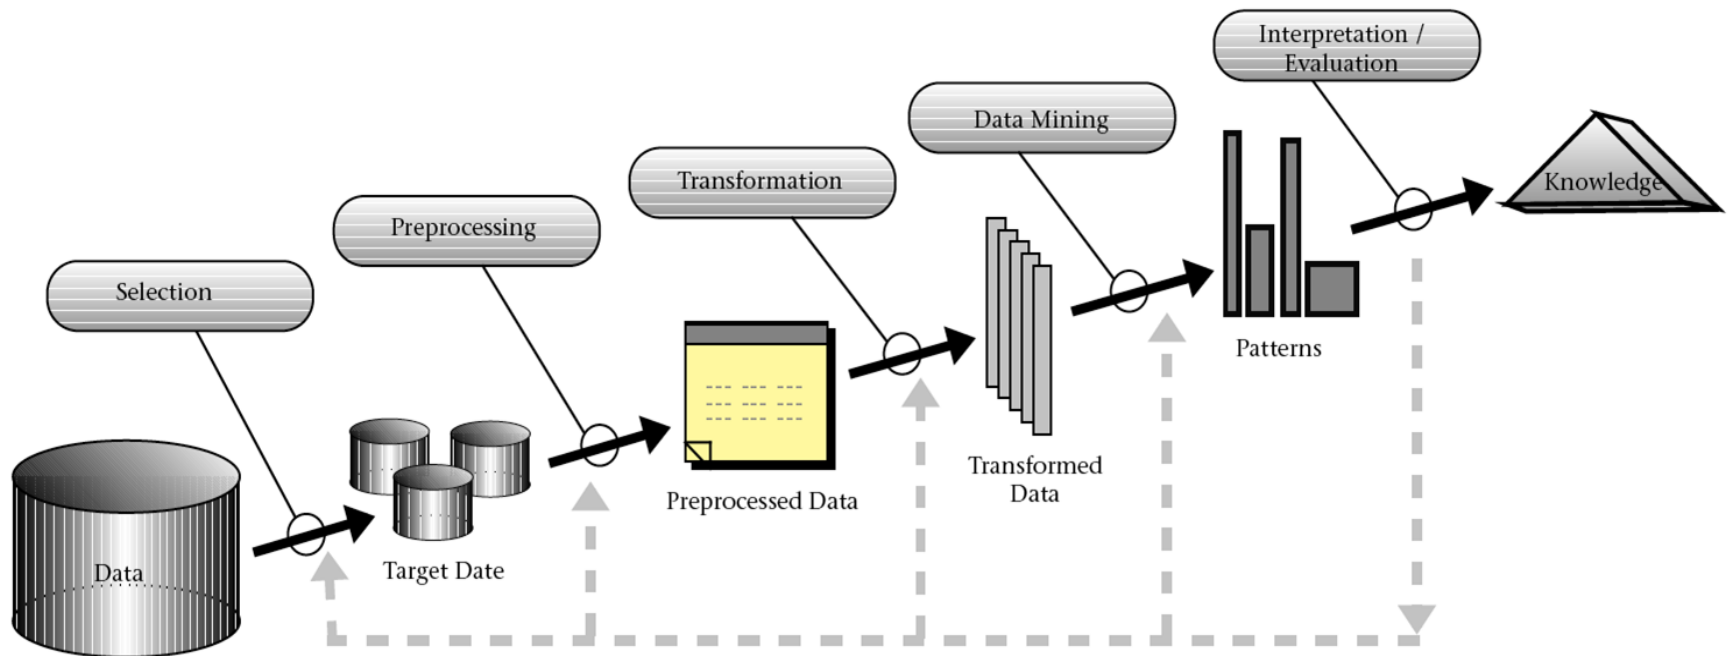 Interpretation /
Evaluation
Data Mining
Transformation
Knowledge
Preprocessing
Selection
Patterns
Transformed
Data
Preprocessed Data
Target Date
Data